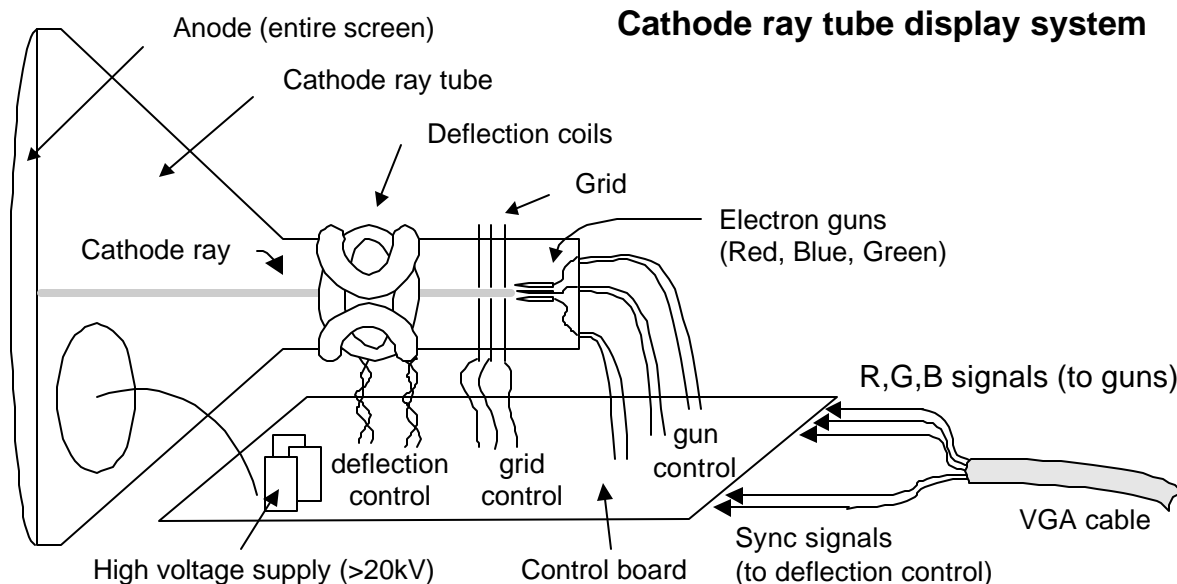 Cathode ray tube display system
Anode (entire screen)
Cathode ray tube
Deflection coils
Grid
Electron guns
(Red, Blue, Green)
Cathode ray
R,G,B signals (to guns)
gun
control
deflection
control
grid
control
VGA cable
High voltage supply (>20kV)
Control board
Sync signals
(to deflection control)